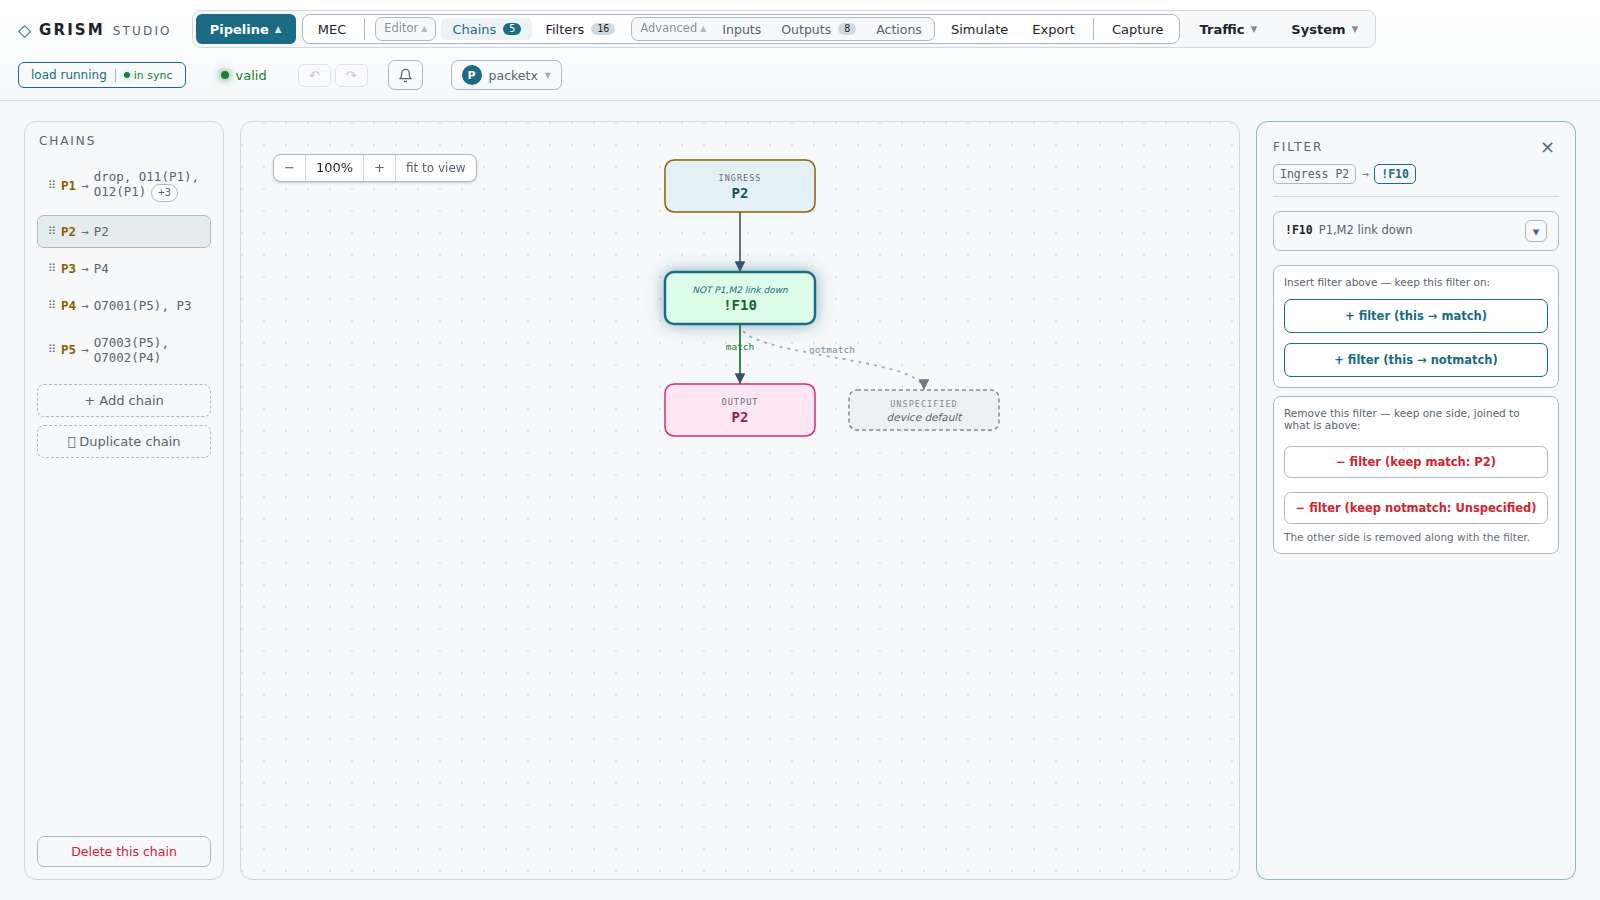 ◇ GRISM STUDIO
Pipeline ▲
MEC
Editor ▲
Chains 5
Filters 16
Advanced ▲
Inputs
Outputs 8
Actions
Simulate
Export
Capture
Traffic ▼
System ▼
load running
in sync
valid
↶
↷
P packetx ▼
CHAINS
P1 → drop, O11(P1),
O12(P1) +3
P2 → P2
P3 → P4
P4 → O7001(P5), P3
P5 → O7003(P5),
O7002(P4)
+ Add chain
Duplicate chain
Delete this chain
− 100% + fit to view
INGRESS
P2
NOT P1,M2 link down
!F10
match
notmatch
OUTPUT
P2
UNSPECIFIED
device default
FILTER ✕
Ingress P2 → !F10
!F10 P1,M2 link down ▼
Insert filter above — keep this filter on:
+ filter (this → match)
+ filter (this → notmatch)
Remove this filter — keep one side, joined to
what is above:
− filter (keep match: P2)
− filter (keep notmatch: Unspecified)
The other side is removed along with the filter.